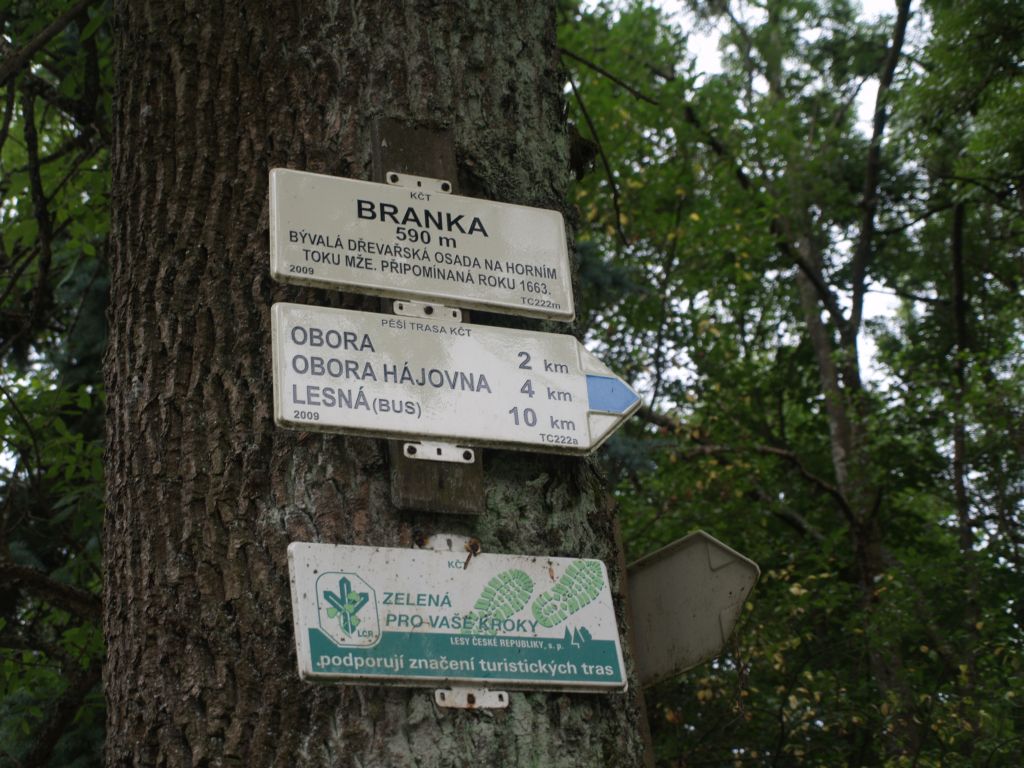 KČT
BRANKA
590 m
BÝVALÁ DŘEVAŘSKÁ OSADA NA HORNÍM
TOKU MŽE. PŘIPOMÍNANÁ ROKU 1663.
2009
TC222m
PĚŠÍ TRASA KČT
OBORA 2 km
OBORA HÁJOVNA 4 km
LESNÁ (BUS) 10 km
2009
TC222a
KČT
ZELENÁ
PRO VAŠE KROKY
LČR
LESY ČESKÉ REPUBLIKY, s. p.
.podporují značení turistických tras